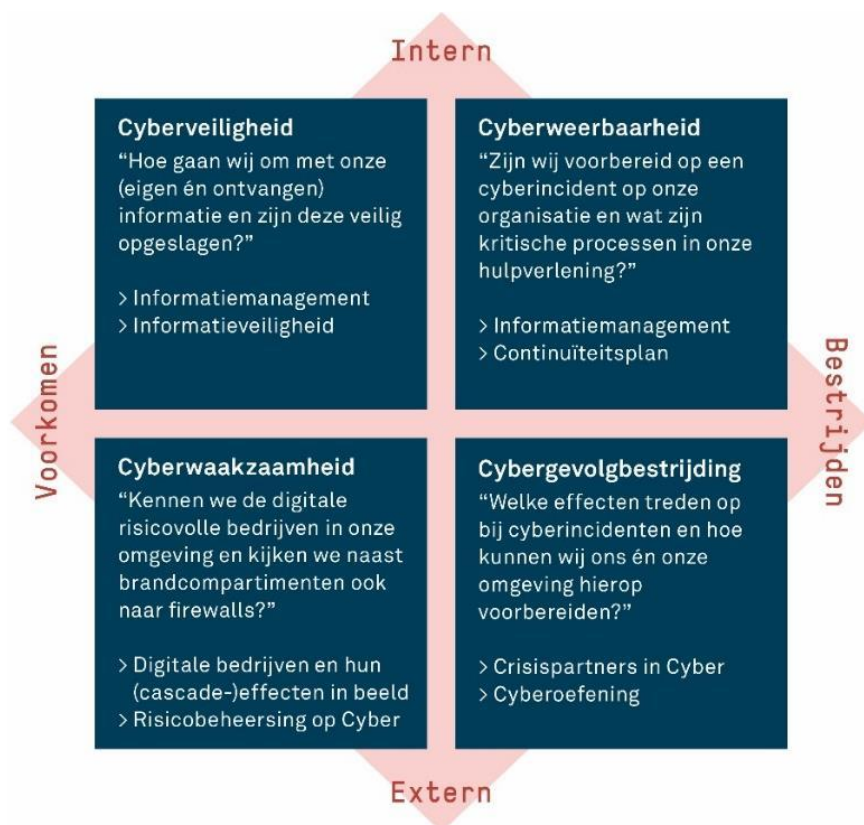 Intern
Cyberveiligheid
“Hoe gaan wij om met onze
(eigen én ontvangen)
informatie en zijn deze veilig
opgeslagen?”
> Informatiemanagement
> Informatieveiligheid
Cyberweerbaarheid
“Zijn wij voorbereid op een
cyberincident op onze
organisatie en wat zijn
kritische processen in onze
hulpverlening?”
> Informatiemanagement
> Continuïteitsplan
Voorkomen
Bestrijden
Cyberwaakzaamheid
“Kennen we de digitale
risicovolle bedrijven in onze
omgeving en kijken we naast
brandcompartimenten ook
naar firewalls?”
> Digitale bedrijven en hun
(cascade-)effecten in beeld
> Risicobeheersing op Cyber
Cybergevolgbestrijding
“Welke effecten treden op
bij cyberincidenten en hoe
kunnen wij ons én onze
omgeving hierop
voorbereiden?”
> Crisispartners in Cyber
> Cyberoefening
Extern